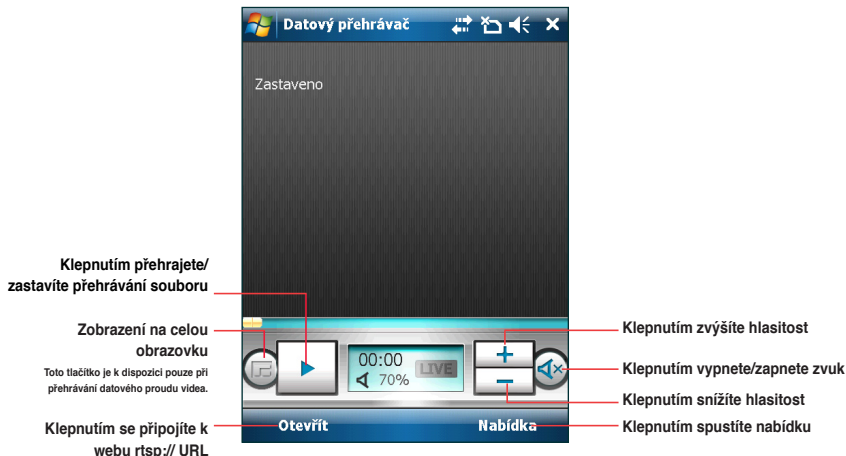 Datový přehrávač
Zastaveno
Klepnutím přehrajete/
zastavíte přehrávání souboru
Zobrazení na celou
obrazovku
Toto tlačítko je k dispozici pouze při
přehrávání datového proudu videa.
Klepnutím se připojíte k
webu rtsp:// URL
00:00
70%
LIVE
Otevřít
Nabídka
Klepnutím zvýšíte hlasitost
Klepnutím vypnete/zapnete zvuk
Klepnutím snížíte hlasitost
Klepnutím spustíte nabídku